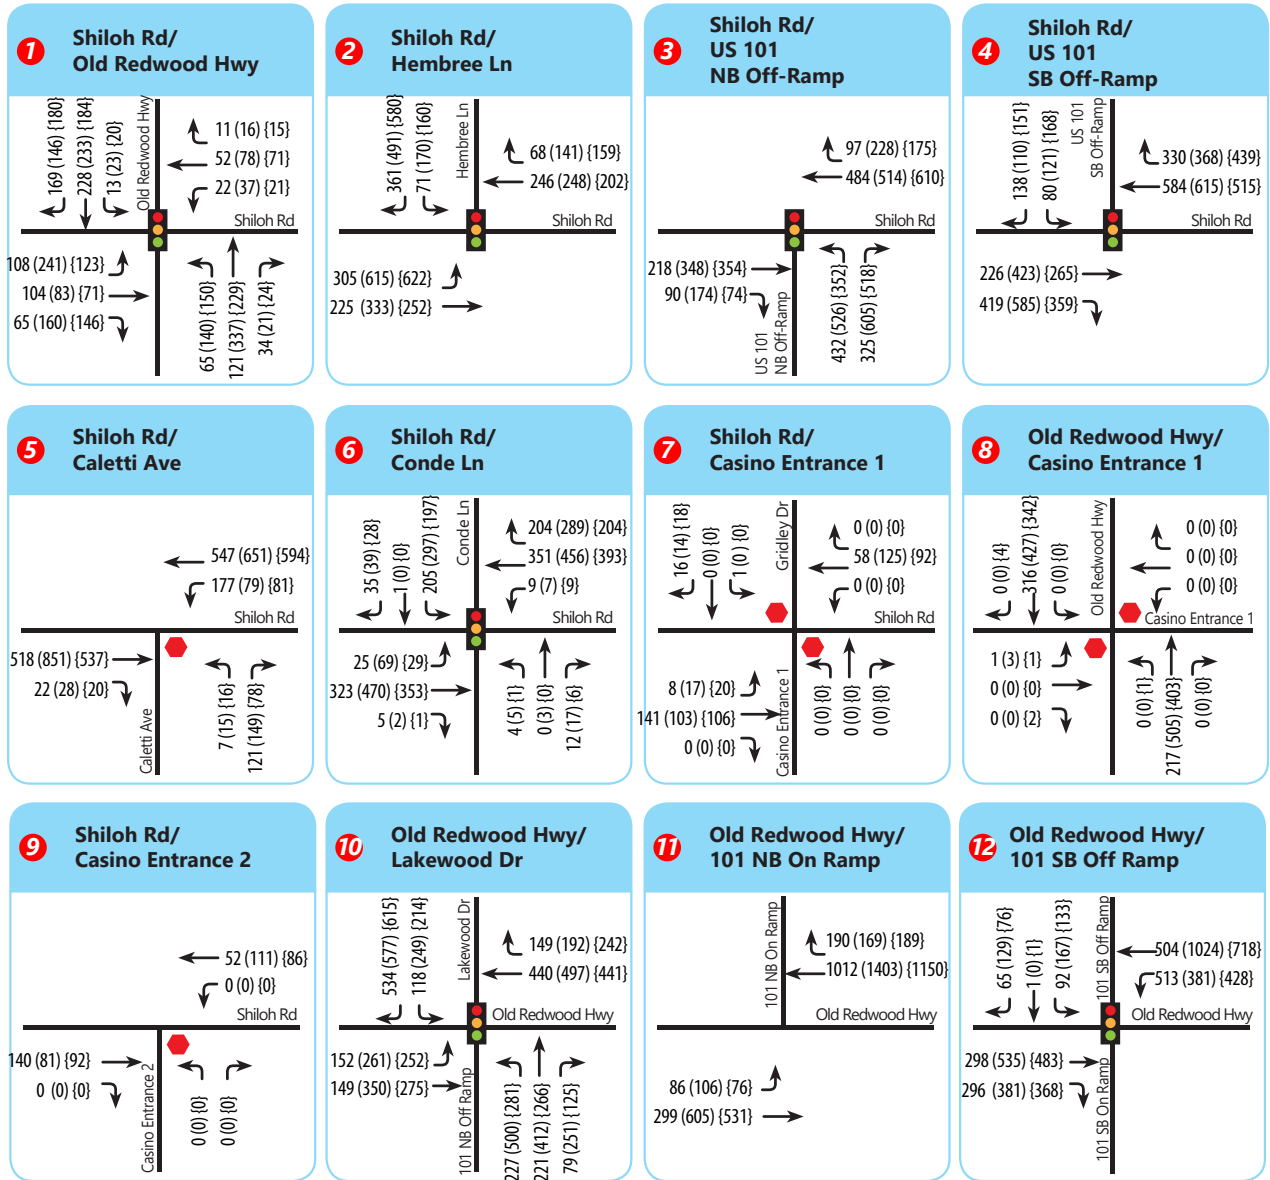 1
Shiloh Rd/
Old Redwood Hwy
169 (146) {180}
228 (233) {184}
13 (23) {20}
Old Redwood Hwy
11 (16) {15}
52 (78) {71}
22 (37) {21}
Shiloh Rd
108 (241) {123}
104 (83) {71}
65 (160) {146}
65 (140) {150}
121 (337) {229}
34 (21) {24}
2
Shiloh Rd/
Hembree Ln
361 (491) {580}
71 (170) {160}
Hembree Ln
68 (141) {159}
246 (248) {202}
Shiloh Rd
305 (615) {622}
225 (333) {252}
3
Shiloh Rd/
US 101
NB Off-Ramp
97 (228) {175}
484 (514) {610}
Shiloh Rd
218 (348) {354}
90 (174) {74}
US 101
NB Off-Ramp
432 (526) {352}
325 (605) {518}
4
Shiloh Rd/
US 101
SB Off-Ramp
138 (110) {151}
80 (121) {168}
US 101
SB Off-Ramp
330 (368) {439}
584 (615) {515}
Shiloh Rd
226 (423) {265}
419 (585) {359}
5
Shiloh Rd/
Caletti Ave
547 (651) {594}
177 (79) {81}
Shiloh Rd
518 (851) {537}
22 (28) {20}
Caletti Ave
7 (15) {16}
121 (149) {78}
6
Shiloh Rd/
Conde Ln
35 (39) {28}
1 (0) {0}
205 (297) {197}
Conde Ln
204 (289) {204}
351 (456) {393}
9 (7) {9}
Shiloh Rd
25 (69) {29}
323 (470) {353}
5 (2) {1}
4 (5) {1}
0 (3) {0}
12 (17) {6}
7
Shiloh Rd/
Casino Entrance 1
16 (14) {18}
0 (0) {0}
1 (0 ) {0}
Gridley Dr
0 (0) {0}
58 (125) {92}
0 (0) {0}
Shiloh Rd
8 (17) {20}
141 (103) {106}
0 (0) {0}
Casino Entrance 1
0 (0) {0}
0 (0) {0}
0 (0) {0}
8
Old Redwood Hwy/
Casino Entrance 1
0 (0) {4}
316 (427) {342}
0 (0) {0}
Old Redwood Hwy
0 (0) {0}
0 (0) {0}
0 (0) {0}
Casino Entrance 1
1 (3) {1}
0 (0) {0}
0 (0) {2}
0 (0) {1}
217 (505) {403}
0 (0) {0}
9
Shiloh Rd/
Casino Entrance 2
52 (111) {86}
0 (0) {0}
Shiloh Rd
140 (81) {92}
0 (0) {0}
Casino Entrance 2
0 (0) {0}
0 (0) {0}
10
Old Redwood Hwy/
Lakewood Dr
534 (577) {615}
118 (249) {214}
Lakewood Dr
149 (192) {242}
440 (497) {441}
Old Redwood Hwy
152 (261) {252}
149 (350) {275}
101 NB Off Ramp
227 (500) {281}
221 (412) {266}
79 (251) {125}
11
Old Redwood Hwy/
101 NB On Ramp
101 NB On Ramp
190 (169) {189}
1012 (1403) {1150}
Old Redwood Hwy
86 (106) {76}
299 (605) {531}
12
Old Redwood Hwy/
101 SB Off Ramp
65 (129) {76}
1 (0) {1}
92 (167) {133}
101 SB Off Ramp
504 (1024) {718}
513 (381) {428}
Old Redwood Hwy
298 (535) {483}
296 (381) {368}
101 SB On Ramp